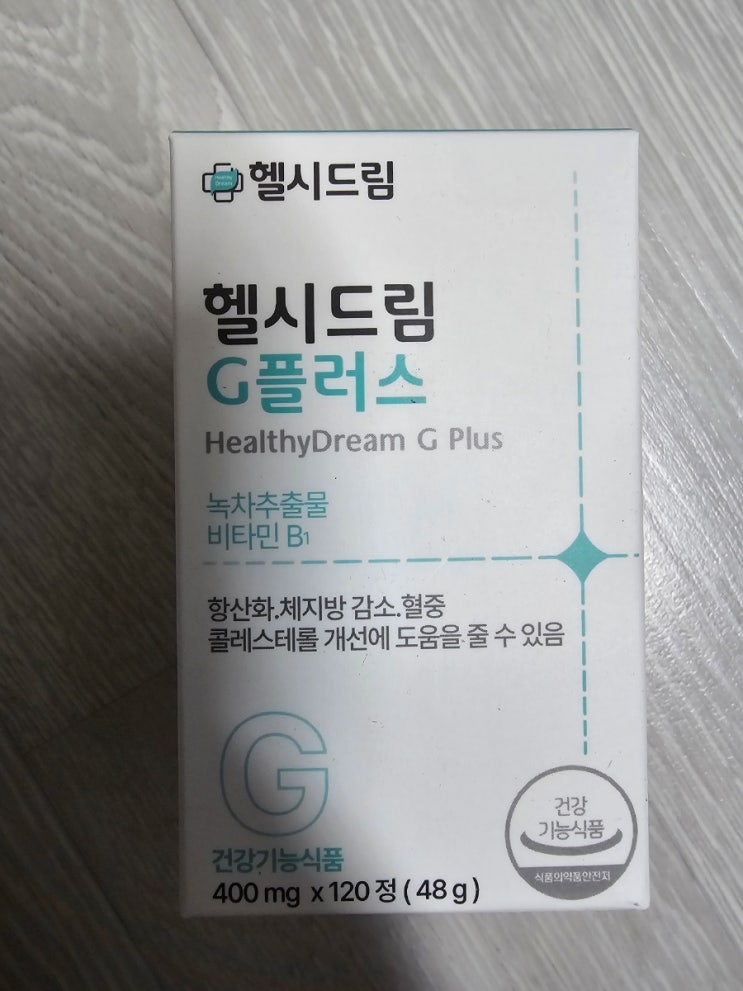 Healthy
Dream
헬시드림
헬시드림
G플러스
HealthyDream G Plus
녹차추출물
비타민 B1
항산화.체지방 감소.혈중
콜레스테롤 개선에 도움을 줄 수 있음
G
건강기능식품
400 mg x 120 정 ( 48 g )
건강
기능식품
식품의약품안전처